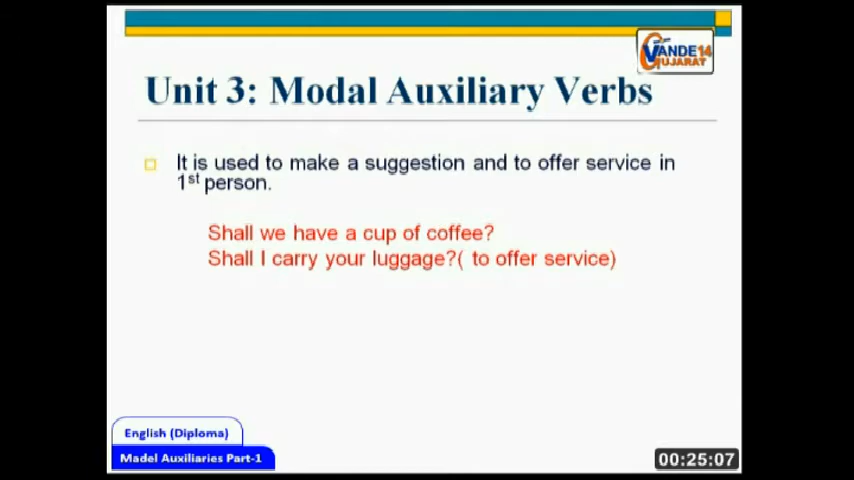 VANDE 14
GUJARAT
Unit 3: Modal Auxiliary Verbs
It is used to make a suggestion and to offer service in
1st person.
Shall we have a cup of coffee?
Shall I carry your luggage?( to offer service)
English (Diploma)
Madel Auxiliaries Part-1
00:25:07